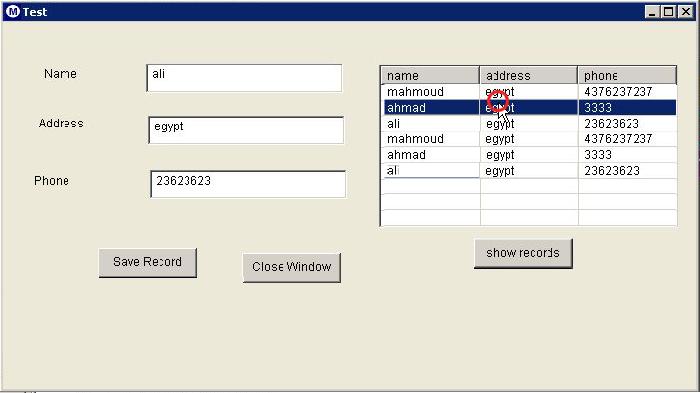 M Test
Name
ali
Address
egypt
Phone
23623623
Save Record
Close Window
name address phone
mahmoud egypt 4376237237
ahmad egypt 3333
ali egypt 23623623
mahmoud egypt 4376237237
ahmad egypt 3333
ali egypt 23623623
show records